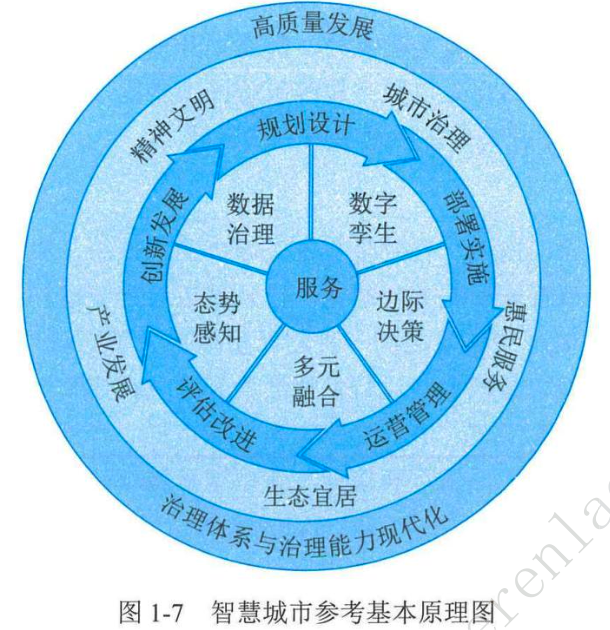 高质量发展
精神文明
城市治理
规划设计
创新发展
部署实施
数据
治理
数字
孪生
服务
态势
感知
边际
决策
多元
融合
产业发展
惠民服务
评估改进
运营管理
生态宜居
治理体系与治理能力现代化
图 1-7 智慧城市参考基本原理图